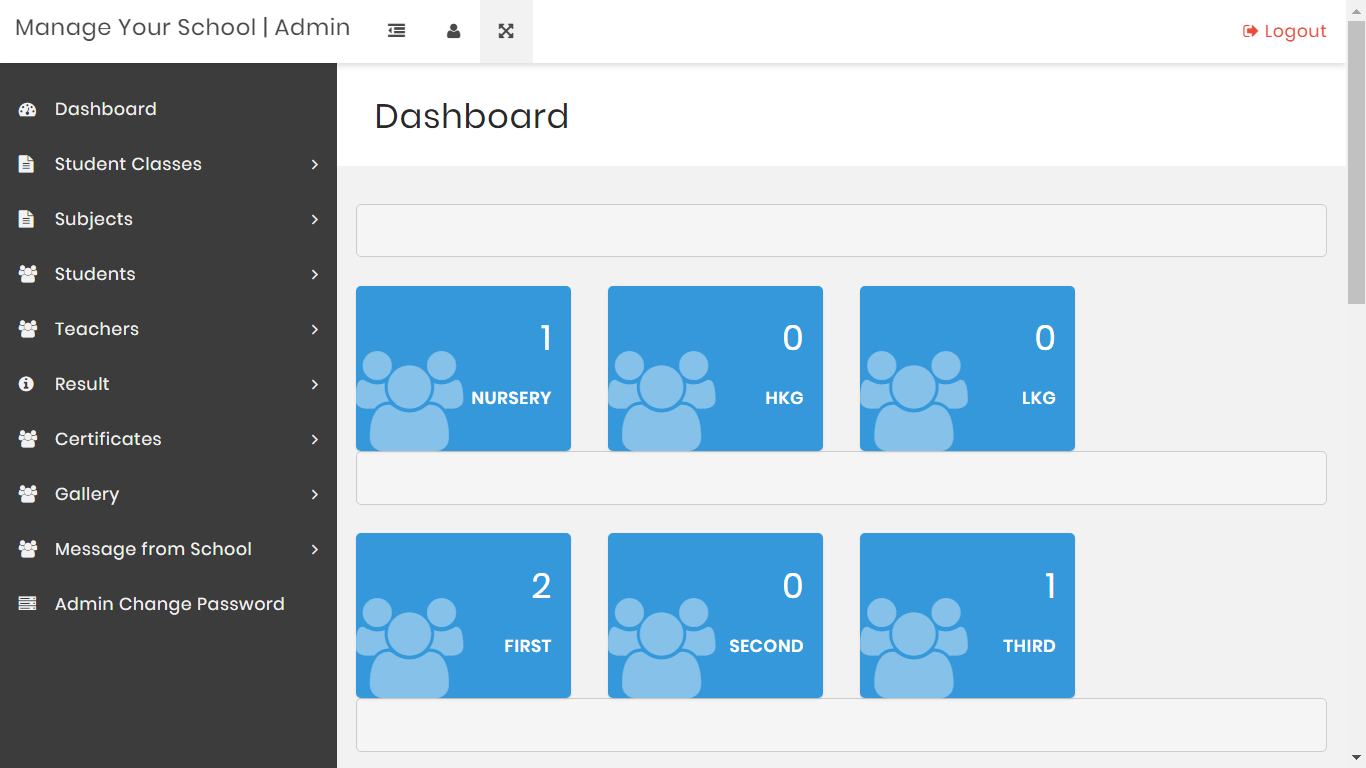 Manage Your School | Admin
Logout
Dashboard
Student Classes
Subjects
Students
Teachers
Result
Certificates
Gallery
Message from School
Admin Change Password
Dashboard
1
NURSERY
0
HKG
0
LKG
2
FIRST
0
SECOND
1
THIRD